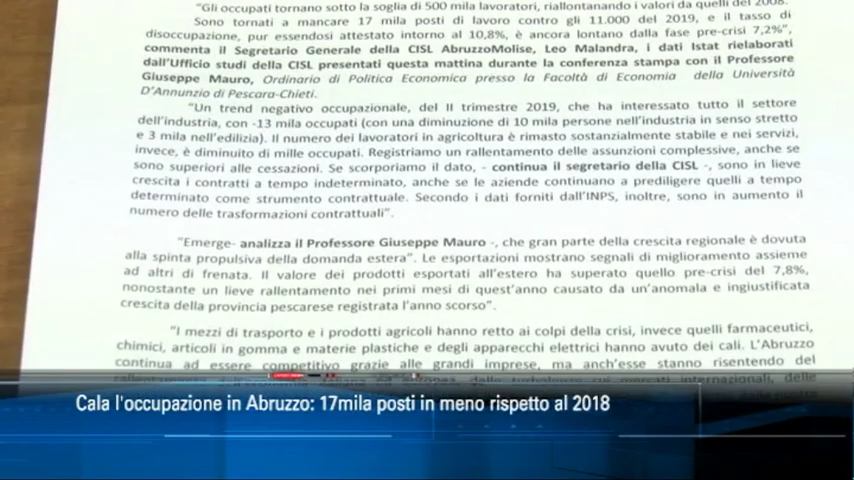 "Gli occupati tornano sotto la soglia di 500 mila lavoratori, riallontanando i valori da quelli del 2008.
Sono tornati a mancare 17 mila posti di lavoro contro gli 11.000 del 2019, e il tasso di
disoccupazione, pur essendosi attestato intorno al 10,8%, è ancora lontano dalla fase pre-crisi 7,2%",
commenta il Segretario Generale della CISL AbruzzoMolise, Leo Malandra, i dati Istat rielaborati
dall'Ufficio studi della CISL presentati questa mattina durante la conferenza stampa con il Professore
Giuseppe Mauro, Ordinario di Politica Economica presso la Facoltà di Economia della Università
D'Annunzio di Pescara-Chieti.
"Un trend negativo occupazionale, del II trimestre 2019, che ha interessato tutto il settore
dell'industria, con -13 mila occupati (con una diminuzione di 10 mila persone nell'industria in senso stretto
e 3 mila nell'edilizia). Il numero dei lavoratori in agricoltura è rimasto sostanzialmente stabile e nei servizi,
invece, è diminuito di mille occupati. Registriamo un rallentamento delle assunzioni complessive, anche se
sono superiori alle cessazioni. Se scorporiamo il dato, - continua il segretario della CISL -, sono in lieve
crescita i contratti a tempo indeterminato, anche se le aziende continuano a prediligere quelli a tempo
determinato come strumento contrattuale. Secondo i dati forniti dall'INPS, inoltre, sono in aumento il
numero delle trasformazioni contrattuali".
"Emerge- analizza il Professore Giuseppe Mauro -, che gran parte della crescita regionale è dovuta
alla spinta propulsiva della domanda estera". Le esportazioni mostrano segnali di miglioramento assieme
ad altri di frenata. Il valore dei prodotti esportati all'estero ha superato quello pre-crisi del 7,8%,
nonostante un lieve rallentamento nei primi mesi di quest'anno causato da un'anomala e ingiustificata
crescita della provincia pescarese registrata l'anno scorso".
"I mezzi di trasporto e i prodotti agricoli hanno retto ai colpi della crisi, invece quelli farmaceutici,
chimici, articoli in gomma e materie plastiche e degli apparecchi elettrici hanno avuto dei cali. L'Abruzzo
continua ad essere competitivo grazie alle grandi imprese, ma anch'esse stanno risentendo del
Cala l'occupazione in Abruzzo: 17mila posti in meno rispetto al 2018